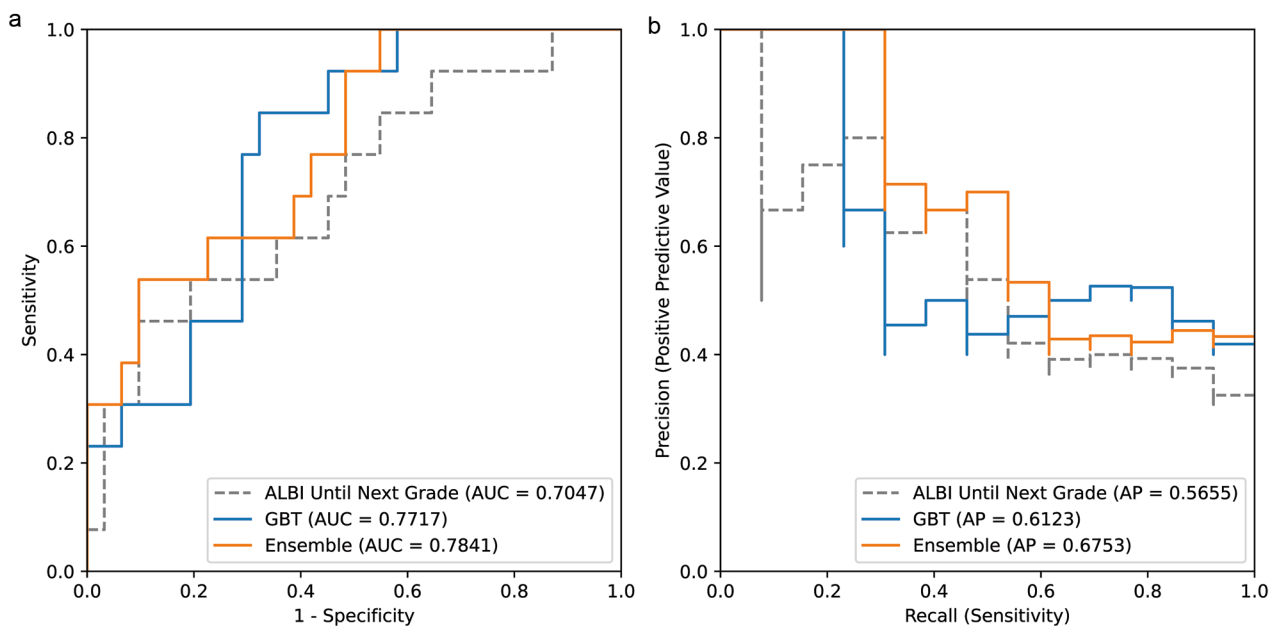 a
1.0
0.8
0.6
0.4
0.2
0.0
Sensitivity
0.0 0.2 0.4 0.6 0.8 1.0
1 - Specificity
ALBI Until Next Grade (AUC = 0.7047)
GBT (AUC = 0.7717)
Ensemble (AUC = 0.7841)
b
1.0
0.8
0.6
0.4
0.2
0.0
Precision (Positive Predictive Value)
0.0 0.2 0.4 0.6 0.8 1.0
Recall (Sensitivity)
ALBI Until Next Grade (AP = 0.5655)
GBT (AP = 0.6123)
Ensemble (AP = 0.6753)